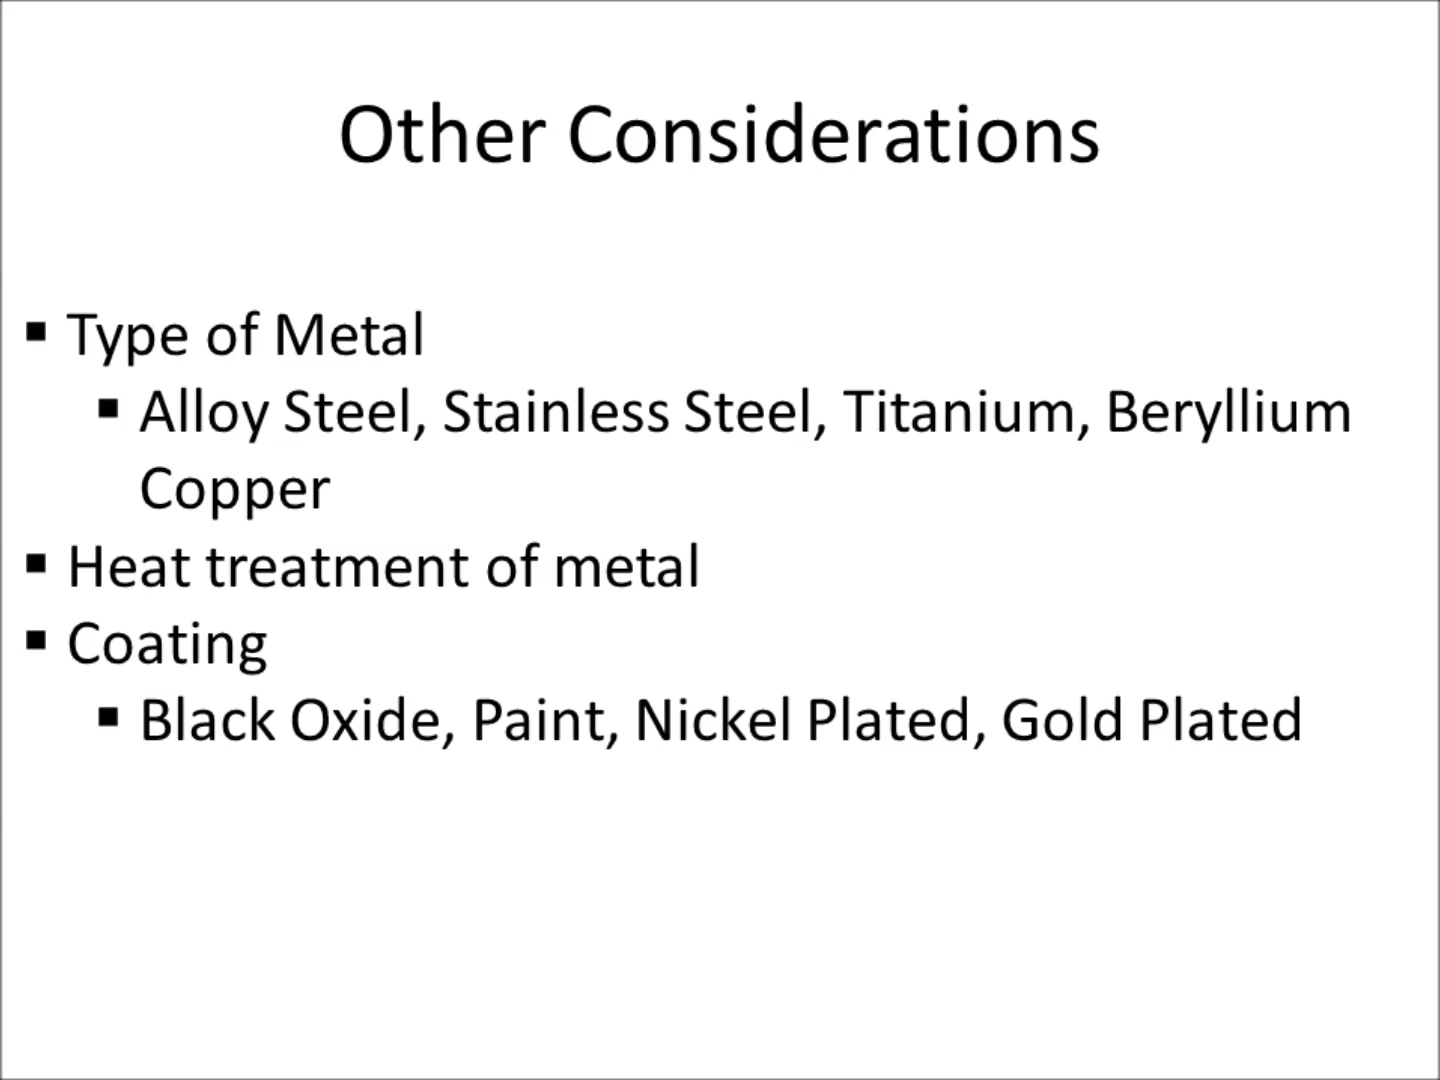 Other Considerations
▪ Type of Metal
▪ Alloy Steel, Stainless Steel, Titanium, Beryllium
Copper
▪ Heat treatment of metal
▪ Coating
▪ Black Oxide, Paint, Nickel Plated, Gold Plated